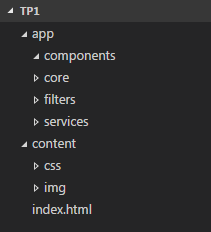 TP1
app
components
core
filters
services
content
css
img
index.html